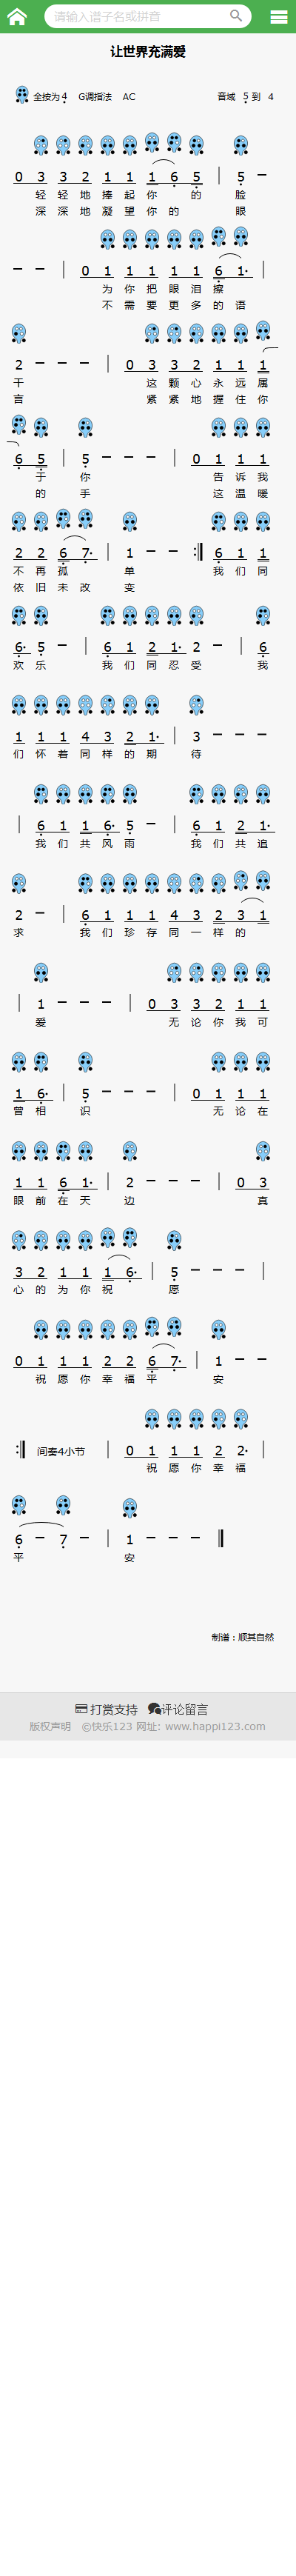 请输入谱子名或拼音
让世界充满爱
全按为 4 G调指法 AC 音域 5 到 4
0 3 3 2 1 1 1 6 5 | 5 -
轻 轻 地 捧 起 你 的 脸
深 深 地 凝 望 你 的 眼
- - | 0 1 1 1 1 1 6 1· |
为 你 把 眼 泪 擦
不 需 要 更 多 的 语
2 - - - | 0 3 3 2 1 1 1
干 这 颗 心 永 远 属
言 紧 紧 地 握 住 你
6 5 | 5 - - - | 0 1 1 1
于 你 告 诉 我
的 手 这 温 暖
2 2 6 7· | 1 - - :| 6 1 1
不 再 孤 单 我 们 同
依 旧 未 改 变
6· 5 - | 6 1 2 1· 2 - | 6
欢 乐 我 们 同 忍 受 我
1 1 1 4 3 2 1· | 3 - - -
们 怀 着 同 样 的 期 待
| 6 1 1 6· 5 - | 6 1 2 1·
我 们 共 风 雨 我 们 共 追
2 - | 6 1 1 1 4 3 2 3 1
求 我 们 珍 存 同 一 样 的
| 1 - - - | 0 3 3 2 1 1
爱 无 论 你 我 可
1 6· | 5 - - - | 0 1 1 1
曾 相 识 无 论 在
1 1 6 1· | 2 - - - | 0 3
眼 前 在 天 边 真
3 2 1 1 1 6· | 5 - - - |
心 的 为 你 祝 愿
0 1 1 1 2 2 6 7· | 1 - -
祝 愿 你 幸 福 平 安
:| 间奏4小节 | 0 1 1 1 2 2· |
祝 愿 你 幸 福
6 - 7 - | 1 - - - |
平 安
制谱：顺其自然
打赏支持 评论留言
版权声明 ©快乐123 网址: www.happi123.com